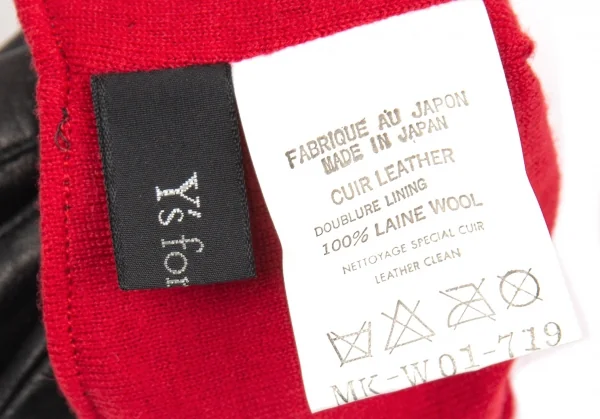 Y's for
FABRIQUE AU JAPON
MADE IN JAPAN
CUIR LEATHER
DOUBLURE LINING
100% LAINE WOOL
NETTOYAGE SPECIAL CUIR
LEATHER CLEAN
MK-W01-719